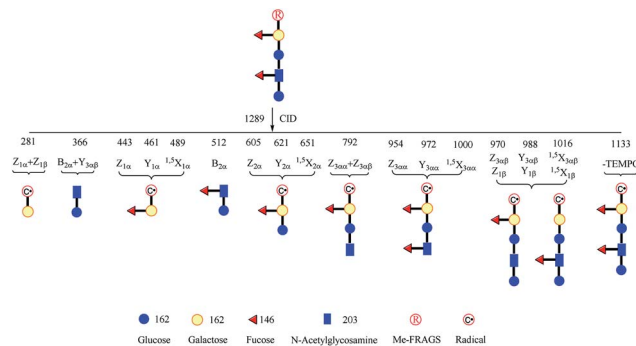 R
1289 CID
281 366 443 461 489 512 605 621 651 792 954 972 1000 970 988 1016 1133
Z1α+Z1β B2α+Y3αβ Z1α Y1α 1,5X1α B2α Z2α Y2α 1,5X2α Z3αα+Z3αβ Z3αα Y3αα 1,5X3αα Z3αβ Y3αβ 1,5X3αβ -TEMPO
Z1β Y1β 1,5X1β
C• C• C• C• C• C• C• C•
162 162 146 203 R C•
Glucose Galactose Fucose N-Acetylglycosamine Me-FRAGS Radical